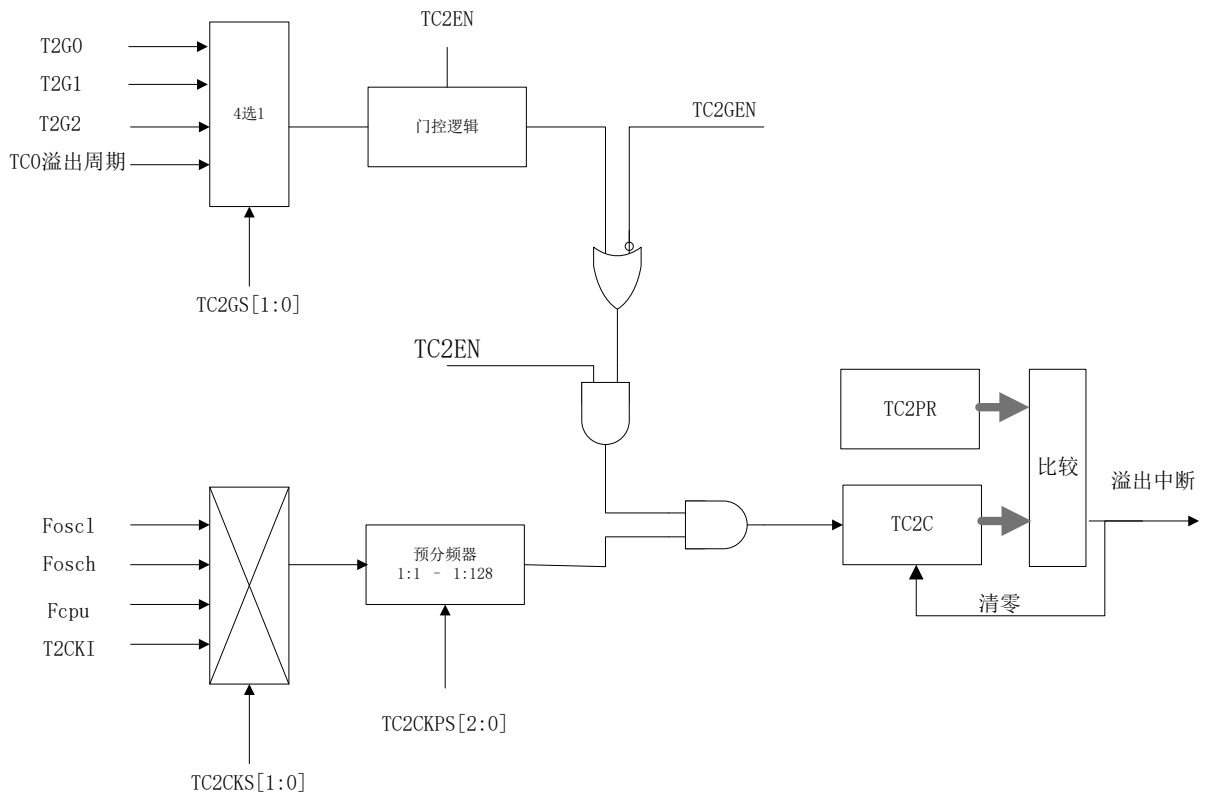 TC2EN
T2G0
T2G1
T2G2
TC0溢出周期
4选1
门控逻辑
TC2GEN
TC2GS[1:0]
TC2EN
TC2PR
比较
溢出中断
TC2C
清零
Foscl
Fosch
Fcpu
T2CKI
预分频器
1:1 - 1:128
TC2CKPS[2:0]
TC2CKS[1:0]